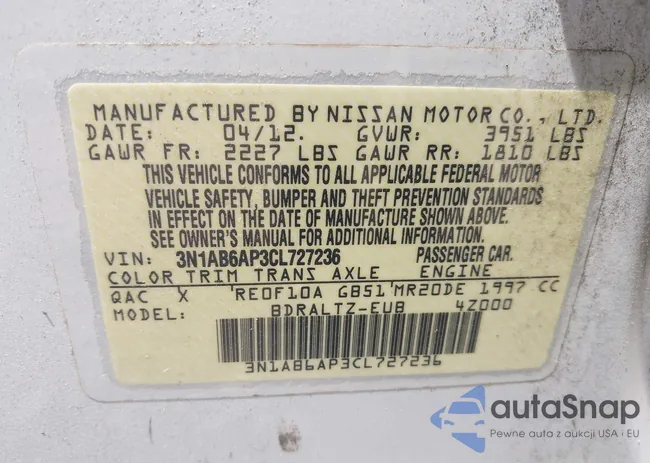 MANUFACTURED BY NISSAN MOTOR CO., LTD.
DATE: 04/12. GVWR: 3951 LBS
GAWR FR: 2227 LBS GAWR RR: 1810 LBS
THIS VEHICLE CONFORMS TO ALL APPLICABLE FEDERAL MOTOR
VEHICLE SAFETY, BUMPER AND THEFT PREVENTION STANDARDS
IN EFFECT ON THE DATE OF MANUFACTURE SHOWN ABOVE.
SEE OWNER'S MANUAL FOR ADDITIONAL INFORMATION.
VIN: 3N1AB6AP3CL727236 PASSENGER CAR.
COLOR TRIM TRANS AXLE ENGINE
QAC X RE0F10A GB51 MR20DE 1997 CC
MODEL: BDRALTZ-EUB 4Z000
3N1AB6AP3CL727236
autaSnap
Pewne auta z aukcji USA i EU